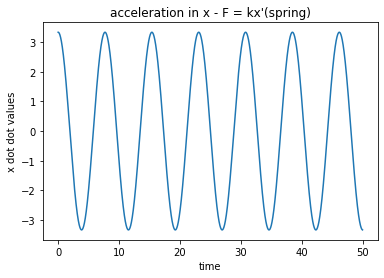 acceleration in x - F = kx'(spring)
3
2
1
0
−1
−2
−3
x dot dot values
0 10 20 30 40 50
time